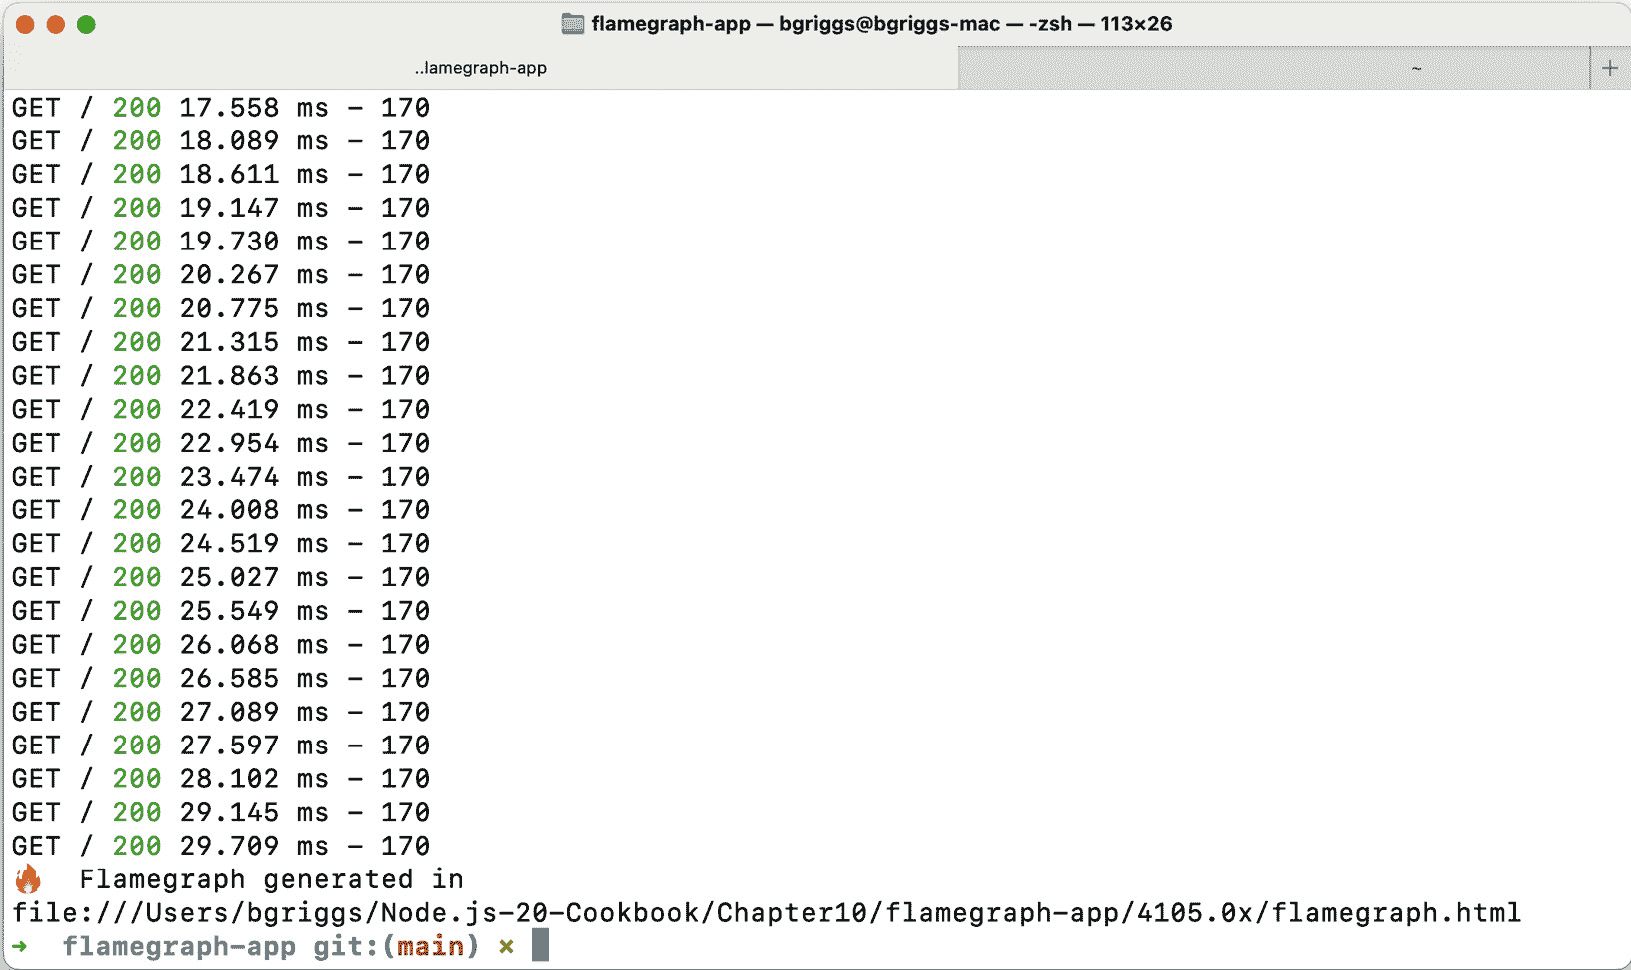 flamegraph-app — bgriggs@bgriggs-mac — -zsh — 113×26
..lamegraph-app ~ +
GET / 200 17.558 ms - 170
GET / 200 18.089 ms - 170
GET / 200 18.611 ms - 170
GET / 200 19.147 ms - 170
GET / 200 19.730 ms - 170
GET / 200 20.267 ms - 170
GET / 200 20.775 ms - 170
GET / 200 21.315 ms - 170
GET / 200 21.863 ms - 170
GET / 200 22.419 ms - 170
GET / 200 22.954 ms - 170
GET / 200 23.474 ms - 170
GET / 200 24.008 ms - 170
GET / 200 24.519 ms - 170
GET / 200 25.027 ms - 170
GET / 200 25.549 ms - 170
GET / 200 26.068 ms - 170
GET / 200 26.585 ms - 170
GET / 200 27.089 ms - 170
GET / 200 27.597 ms - 170
GET / 200 28.102 ms - 170
GET / 200 29.145 ms - 170
GET / 200 29.709 ms - 170
🔥 Flamegraph generated in
file:///Users/bgriggs/Node.js-20-Cookbook/Chapter10/flamegraph-app/4105.0x/flamegraph.html
➜ flamegraph-app git:(main) ✗